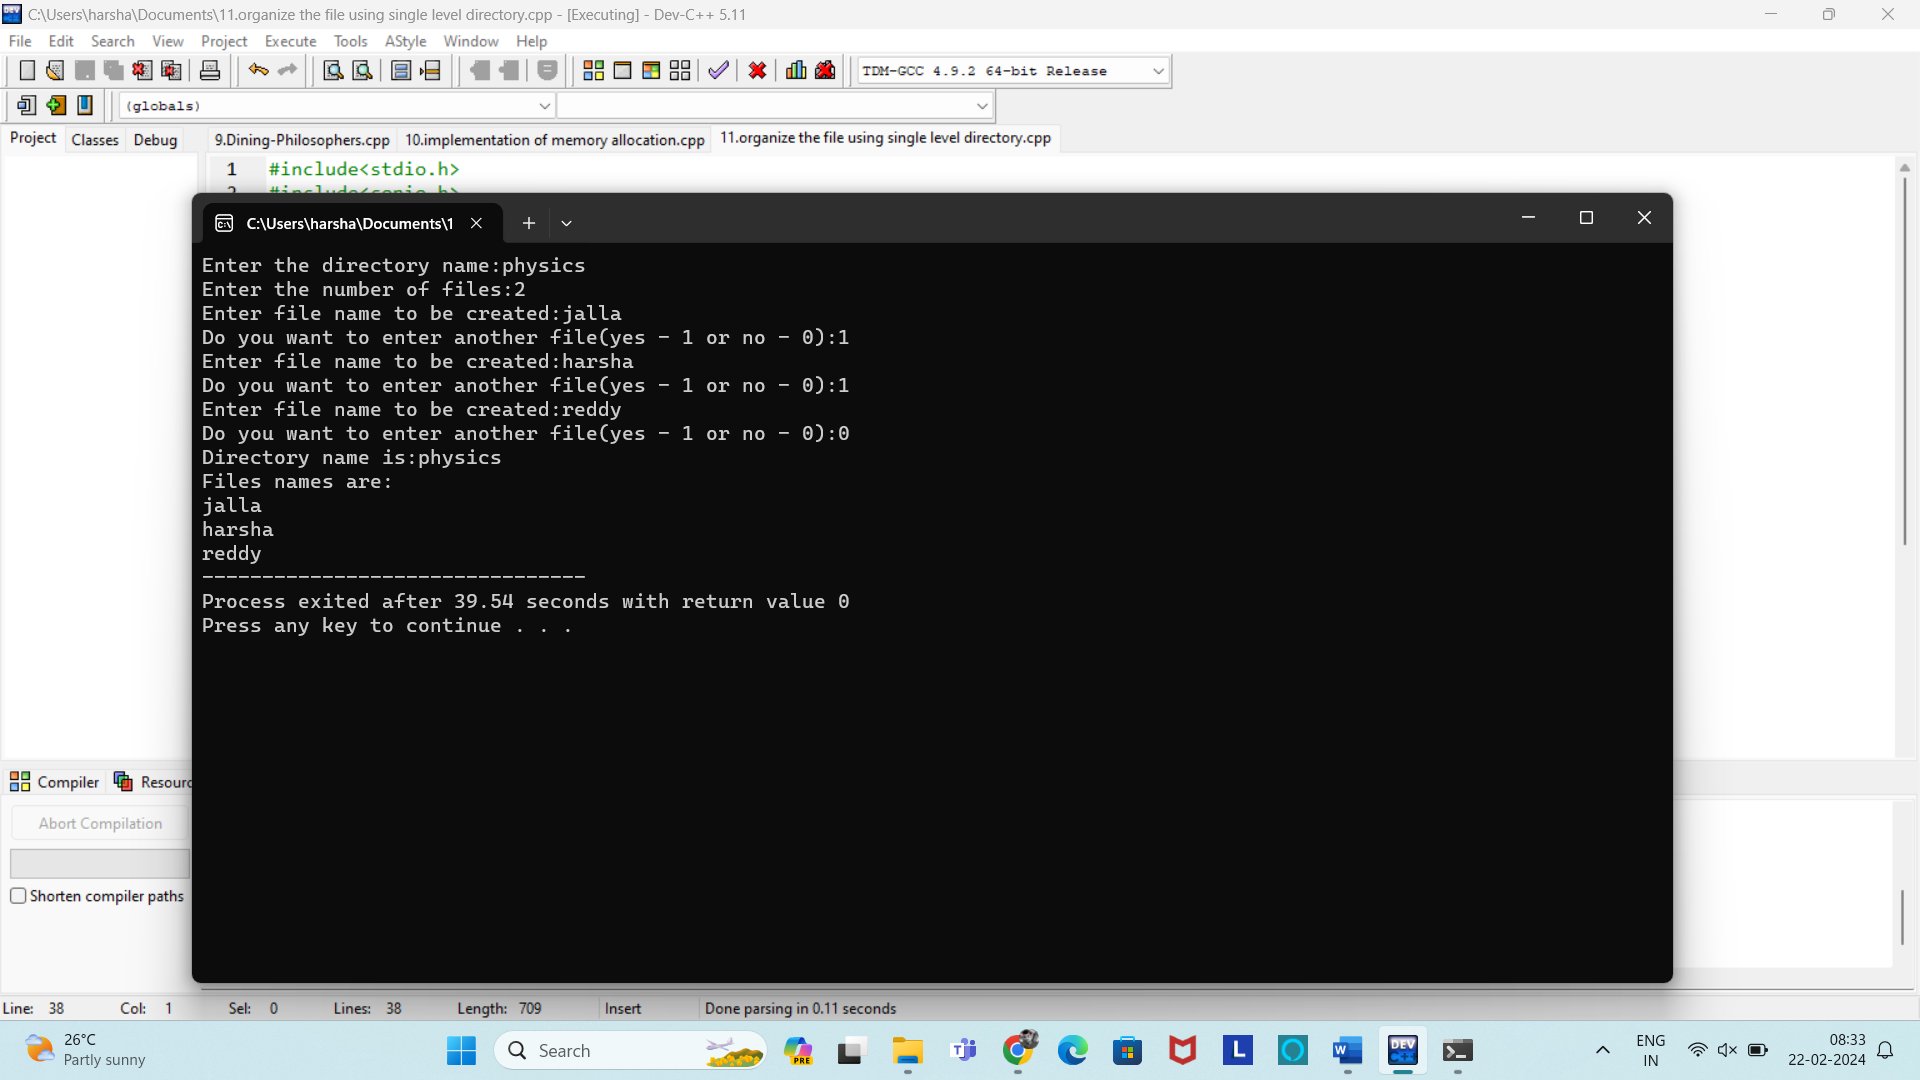 C:\Users\harsha\Documents\11.organize the file using single level directory.cpp - [Executing] - Dev-C++ 5.11
File Edit Search View Project Execute Tools AStyle Window Help
TDM-GCC 4.9.2 64-bit Release
(globals)
Project Classes Debug 9.Dining-Philosophers.cpp 10.implementation of memory allocation.cpp 11.organize the file using single level directory.cpp
1 #include<stdio.h>
2 #include<conio.h>
C:\Users\harsha\Documents\1
Enter the directory name:physics
Enter the number of files:2
Enter file name to be created:jalla
Do you want to enter another file(yes - 1 or no - 0):1
Enter file name to be created:harsha
Do you want to enter another file(yes - 1 or no - 0):1
Enter file name to be created:reddy
Do you want to enter another file(yes - 1 or no - 0):0
Directory name is:physics
Files names are:
jalla
harsha
reddy
--------------------------------
Process exited after 39.54 seconds with return value 0
Press any key to continue . . .
Compiler Resourc
Abort Compilation
Shorten compiler paths
Line: 38 Col: 1 Sel: 0 Lines: 38 Length: 709 Insert Done parsing in 0.11 seconds
26°C
Partly sunny
Search
PRE
L
DEV C++
ENG
IN
08:33
22-02-2024